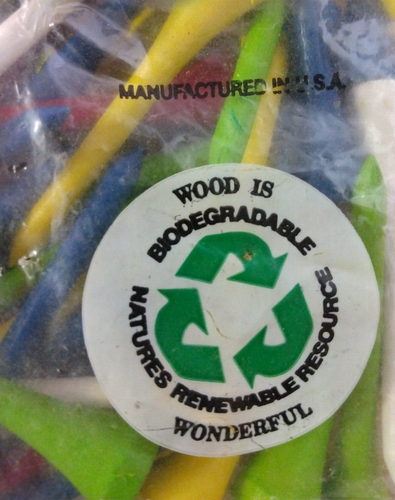 MANUFACTURED IN U.S.A.
WOOD IS
BIODEGRADABLE
NATURES RENEWABLE RESOURCE
WONDERFUL